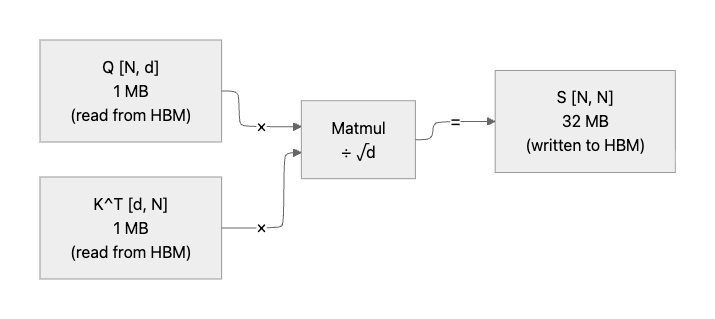 Q [N, d]
1 MB
(read from HBM)
×
Matmul
÷ √d
=
S [N, N]
32 MB
(written to HBM)
K^T [d, N]
1 MB
(read from HBM)
×